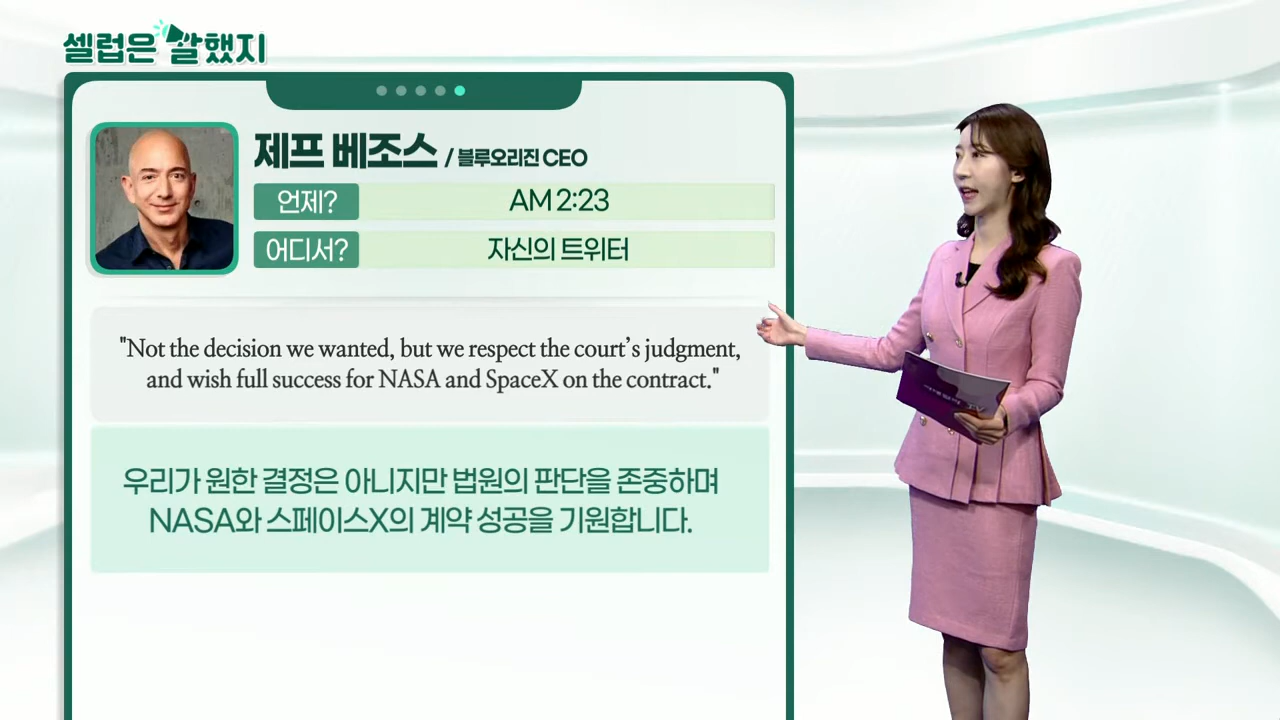 셀럽은 말했지
제프 베조스 / 블루오리진 CEO
언제? AM 2:23
어디서? 자신의 트위터
"Not the decision we wanted, but we respect the court’s judgment,
and wish full success for NASA and SpaceX on the contract."
우리가 원한 결정은 아니지만 법원의 판단을 존중하며
NASA와 스페이스X의 계약 성공을 기원합니다.